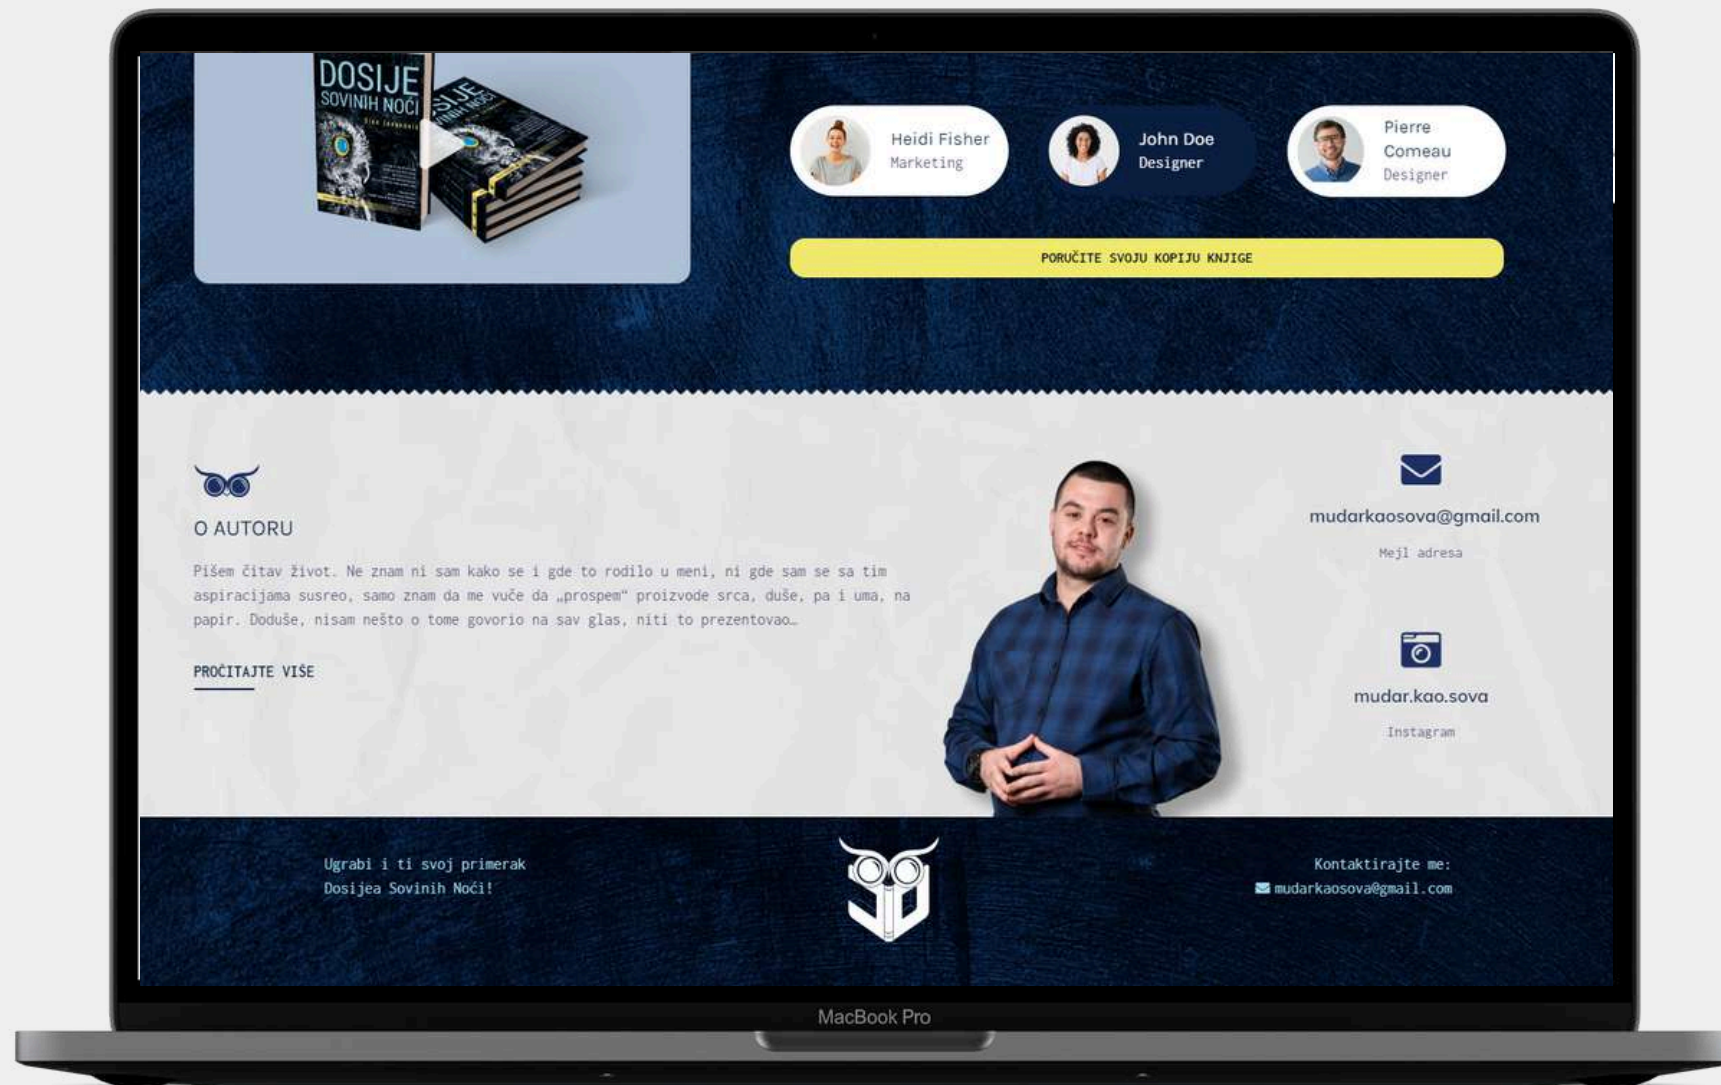 DOSIJE
SOVINIH NOĆI
Heidi Fisher
Marketing
John Doe
Designer
Pierre
Comeau
Designer
PORUČITE SVOJU KOPIJU KNJIGE
O AUTORU
Pišem čitav život. Ne znam ni sam kako se i gde to rodilo u meni, ni gde sam se sa tim
aspiracijama susreo, samo znam da me vuče da „prospem“ proizvode srca, duše, pa i uma, na
papir. Doduše, nisam nešto o tome govorio na sav glas, niti to prezentovao…
PROČITAJTE VIŠE
mudarkaosova@gmail.com
Mejl adresa
mudar.kao.sova
Instagram
Ugrabi i ti svoj primerak
Dosijea Sovinih Noći!
Kontaktirajte me:
mudarkaosova@gmail.com
MacBook Pro